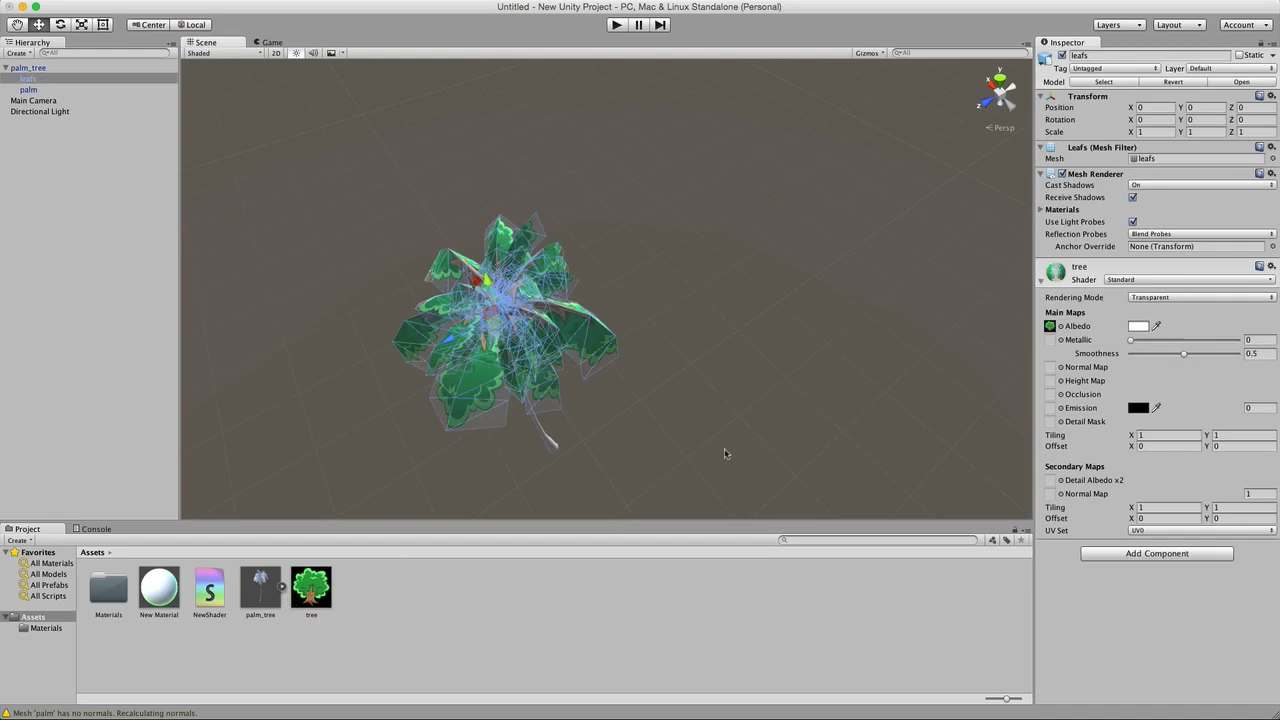 Untitled - New Unity Project - PC, Mac & Linux Standalone (Personal)
Center Local Layers Layout Account
Hierarchy
Create All
palm_tree
leafs
palm
Main Camera
Directional Light
Scene Game
Shaded 2D Gizmos All
y
x
z
Persp
Inspector
leafs Static
Tag Untagged Layer Default
Model Select Revert Open
Transform
Position X 0 Y 0 Z 0
Rotation X 0 Y 0 Z 0
Scale X 1 Y 1 Z 1
Leafs (Mesh Filter)
Mesh leafs
Mesh Renderer
Cast Shadows On
Receive Shadows
Materials
Use Light Probes
Reflection Probes Blend Probes
Anchor Override None (Transform)
tree
Shader Standard
Rendering Mode Transparent
Main Maps
Albedo
Metallic 0
Smoothness 0.5
Normal Map
Height Map
Occlusion
Emission 0
Detail Mask
Tiling X 1 Y 1
Offset X 0 Y 0
Secondary Maps
Detail Albedo x2
Normal Map 1
Tiling X 1 Y 1
Offset X 0 Y 0
UV Set UV0
Add Component
Project Console
Create
Favorites
All Materials
All Models
All Prefabs
All Scripts
Assets
Materials
Assets
Materials New Material NewShader palm_tree tree
S
Mesh 'palm' has no normals. Recalculating normals.